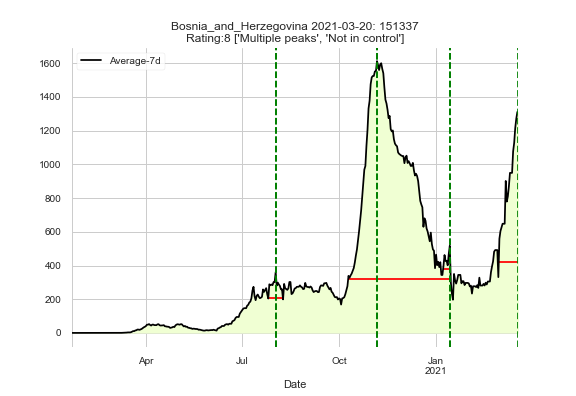 Bosnia_and_Herzegovina 2021-03-20: 151337
Rating:8 ['Multiple peaks', 'Not in control']
Average-7d
1600
1400
1200
1000
800
600
400
200
0
Apr
Jul
Oct
Jan
2021
Date